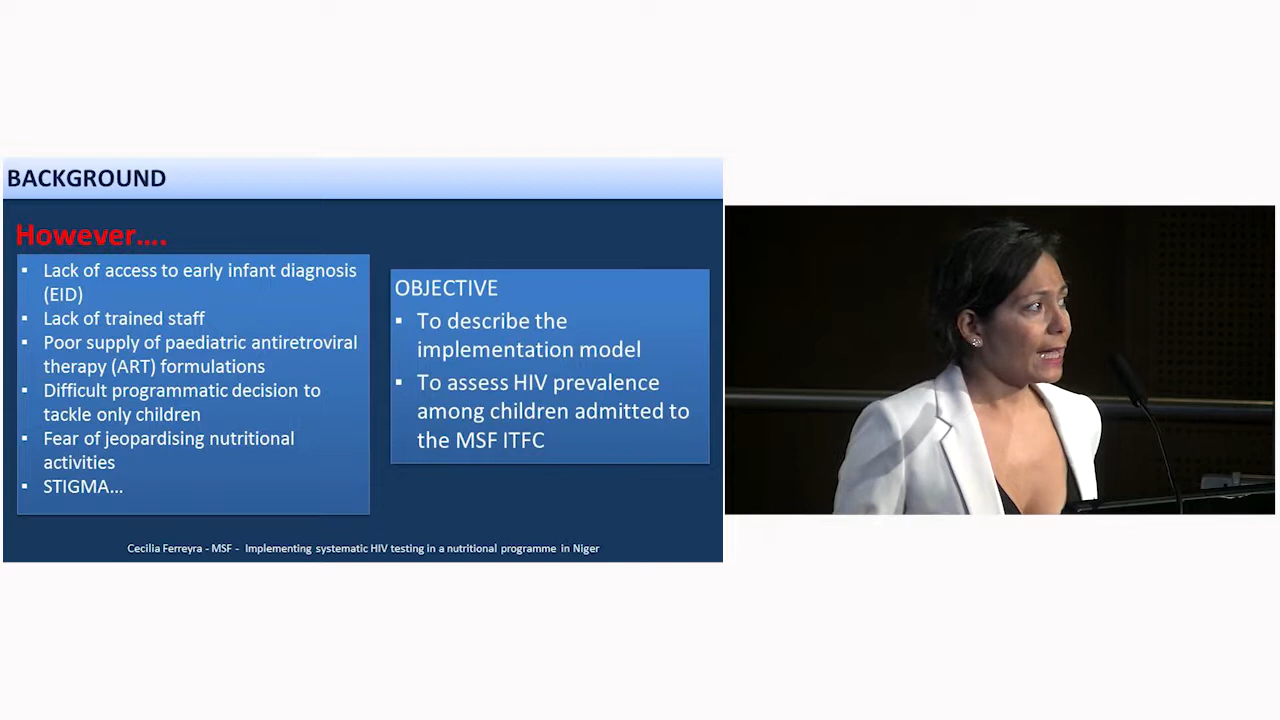 BACKGROUND
However....
▪ Lack of access to early infant diagnosis
(EID)
▪ Lack of trained staff
▪ Poor supply of paediatric antiretroviral
therapy (ART) formulations
▪ Difficult programmatic decision to
tackle only children
▪ Fear of jeopardising nutritional
activities
▪ STIGMA...
OBJECTIVE
▪ To describe the
implementation model
▪ To assess HIV prevalence
among children admitted to
the MSF ITFC
Cecilia Ferreyra - MSF - Implementing systematic HIV testing in a nutritional programme in Niger